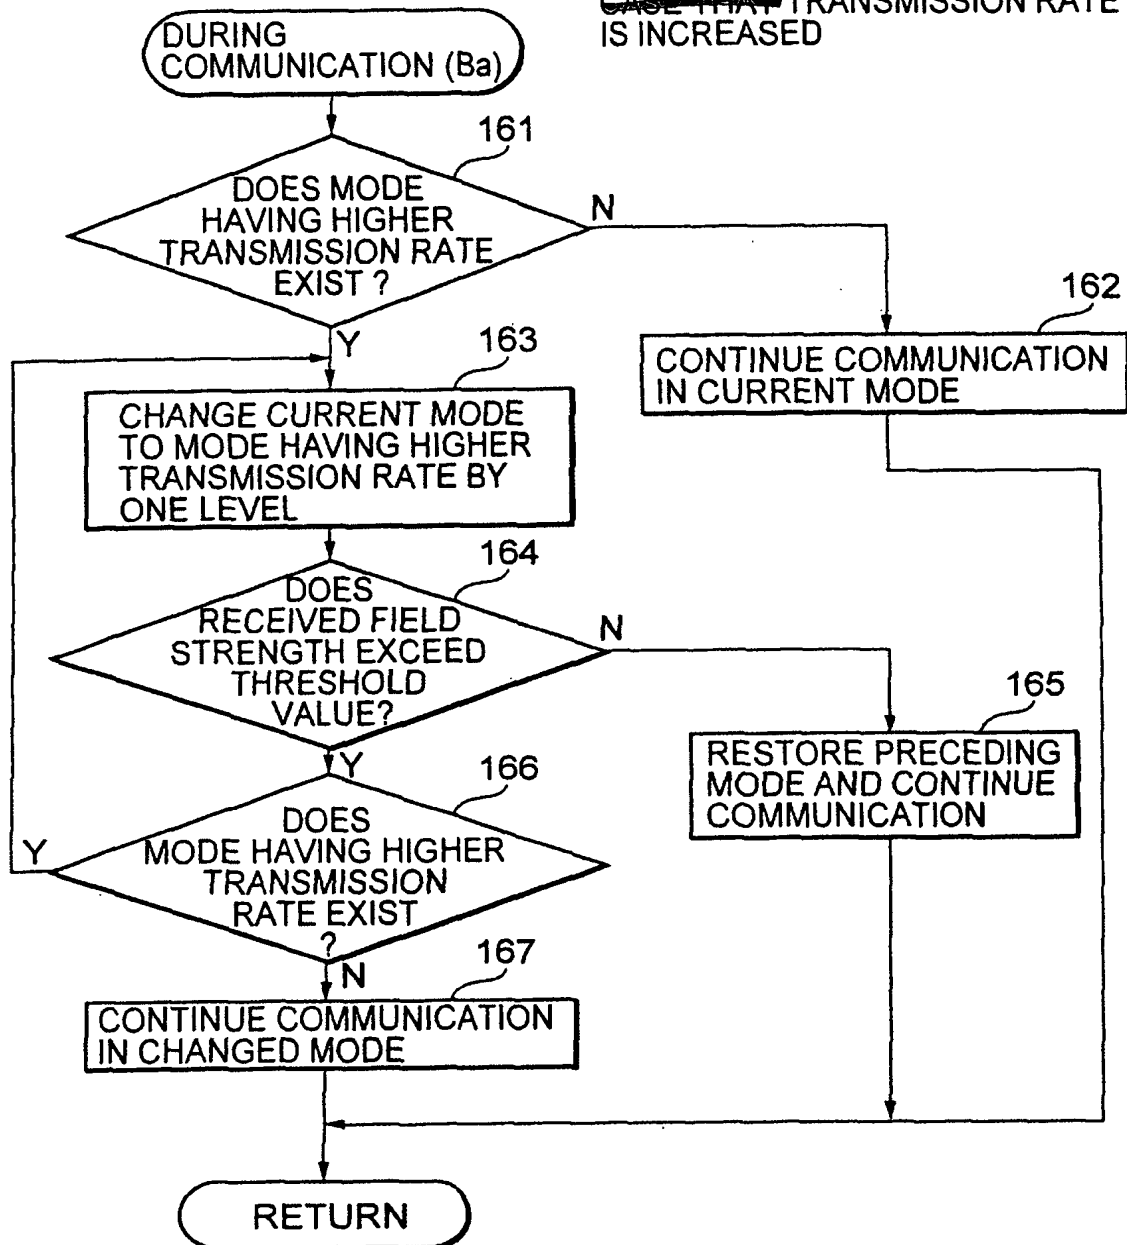 CASE THAT TRANSMISSION RATE
IS INCREASED
DURING
COMMUNICATION (Ba)
161
DOES MODE
HAVING HIGHER
TRANSMISSION RATE
EXIST ?
N
Y
162
CONTINUE COMMUNICATION
IN CURRENT MODE
163
CHANGE CURRENT MODE
TO MODE HAVING HIGHER
TRANSMISSION RATE BY
ONE LEVEL
164
DOES
RECEIVED FIELD
STRENGTH EXCEED
THRESHOLD
VALUE?
N
Y
165
RESTORE PRECEDING
MODE AND CONTINUE
COMMUNICATION
166
DOES
MODE HAVING HIGHER
TRANSMISSION
RATE EXIST
?
Y
N
167
CONTINUE COMMUNICATION
IN CHANGED MODE
RETURN